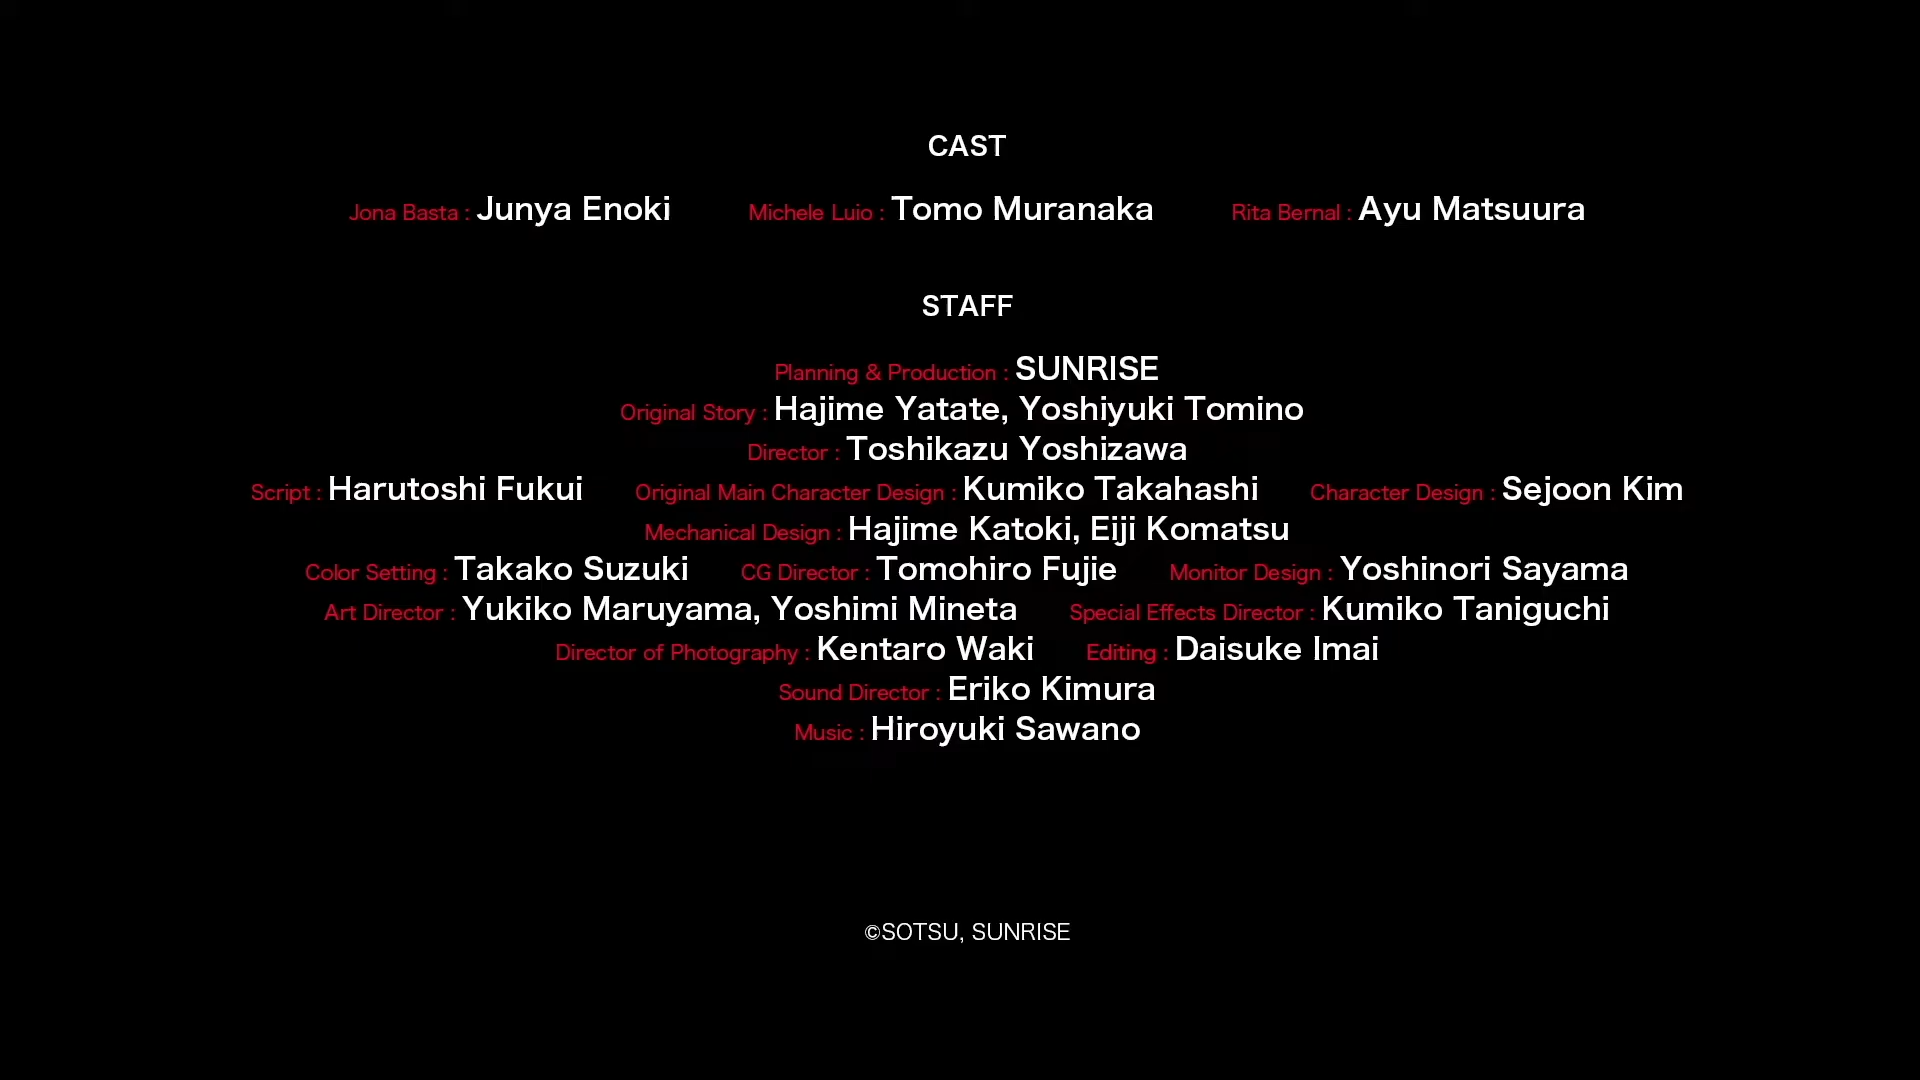 CAST
Jona Basta : Junya Enoki Michele Luio : Tomo Muranaka Rita Bernal : Ayu Matsuura
STAFF
Planning & Production : SUNRISE
Original Story : Hajime Yatate, Yoshiyuki Tomino
Director : Toshikazu Yoshizawa
Script : Harutoshi Fukui Original Main Character Design : Kumiko Takahashi Character Design : Sejoon Kim
Mechanical Design : Hajime Katoki, Eiji Komatsu
Color Setting : Takako Suzuki CG Director : Tomohiro Fujie Monitor Design : Yoshinori Sayama
Art Director : Yukiko Maruyama, Yoshimi Mineta Special Effects Director : Kumiko Taniguchi
Director of Photography : Kentaro Waki Editing : Daisuke Imai
Sound Director : Eriko Kimura
Music : Hiroyuki Sawano
©SOTSU, SUNRISE